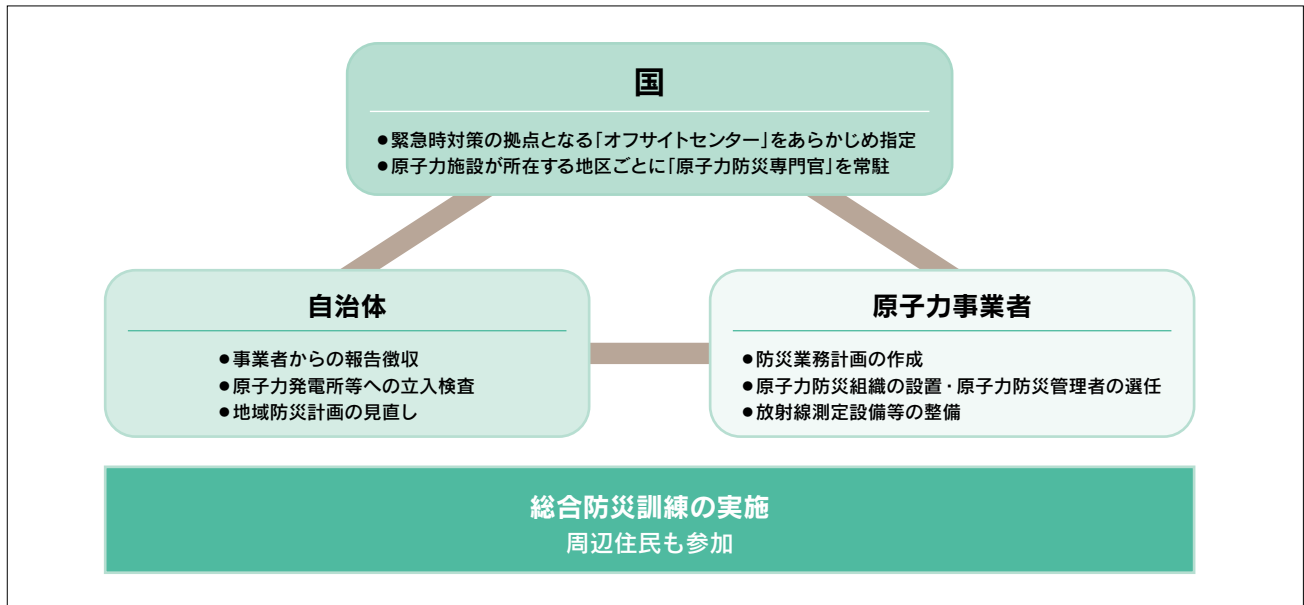 国
●緊急時対策の拠点となる「オフサイトセンター」をあらかじめ指定
●原子力施設が所在する地区ごとに「原子力防災専門官」を常駐
自治体
●事業者からの報告徴収
●原子力発電所等への立入検査
●地域防災計画の見直し
原子力事業者
●防災業務計画の作成
●原子力防災組織の設置・原子力防災管理者の選任
●放射線測定設備等の整備
総合防災訓練の実施
周辺住民も参加